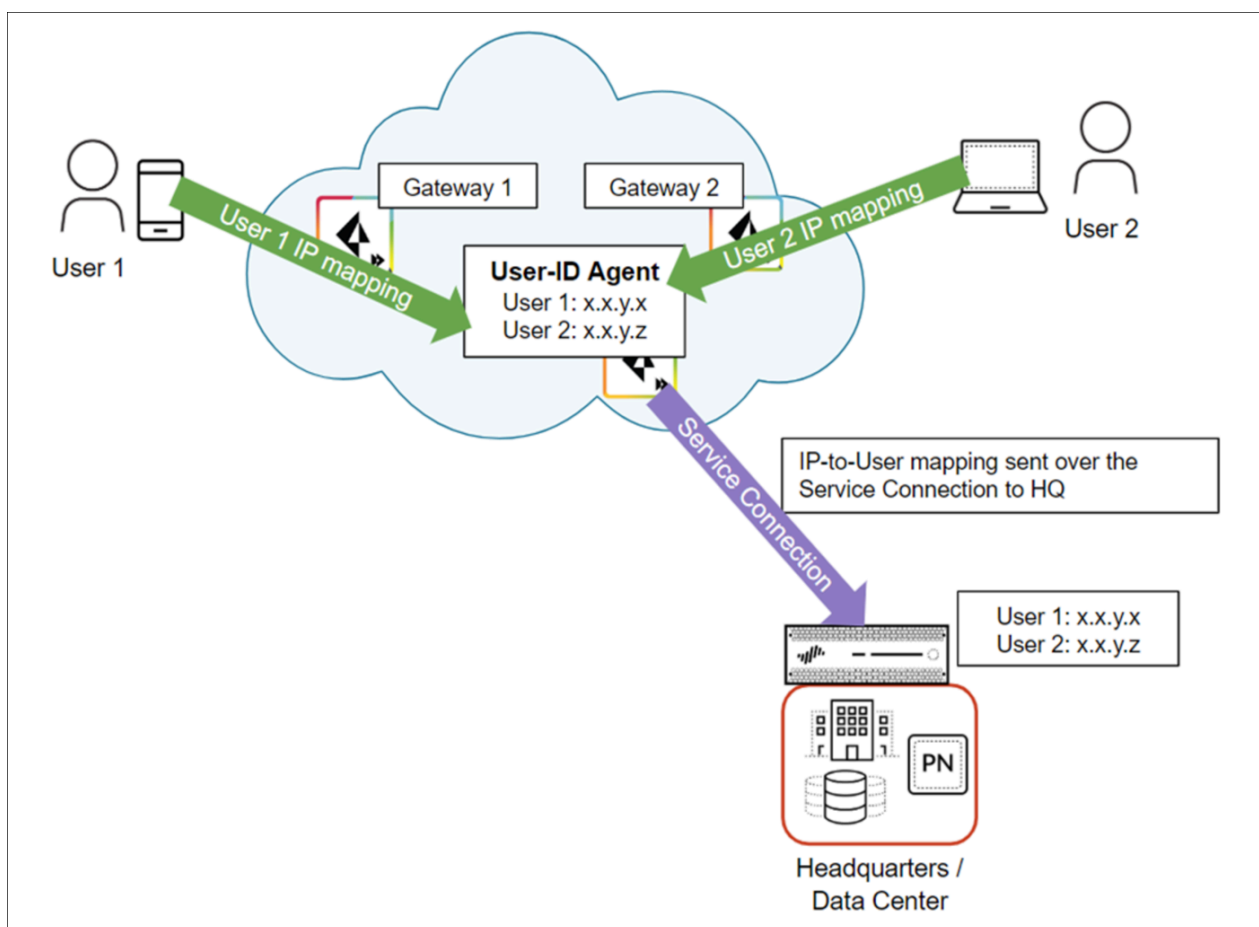 Gateway 1
Gateway 2
User 1
User 1 IP mapping
User 2 IP mapping
User 2
User-ID Agent
User 1: x.x.y.x
User 2: x.x.y.z
Service Connection
IP-to-User mapping sent over the
Service Connection to HQ
User 1: x.x.y.x
User 2: x.x.y.z
PN
Headquarters /
Data Center